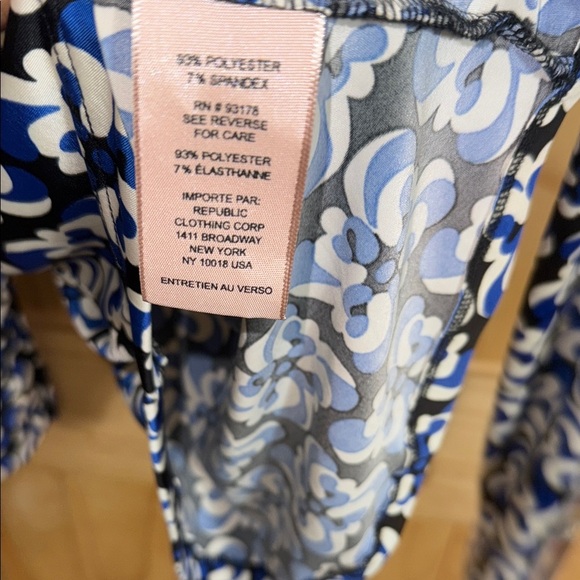 93% POLYESTER
7% SPANDEX
RN # 93178
SEE REVERSE
FOR CARE
93% POLYESTER
7% ÉLASTHANNE
IMPORTE PAR:
REPUBLIC
CLOTHING CORP
1411 BROADWAY
NEW YORK
NY 10018 USA
ENTRETIEN AU VERSO